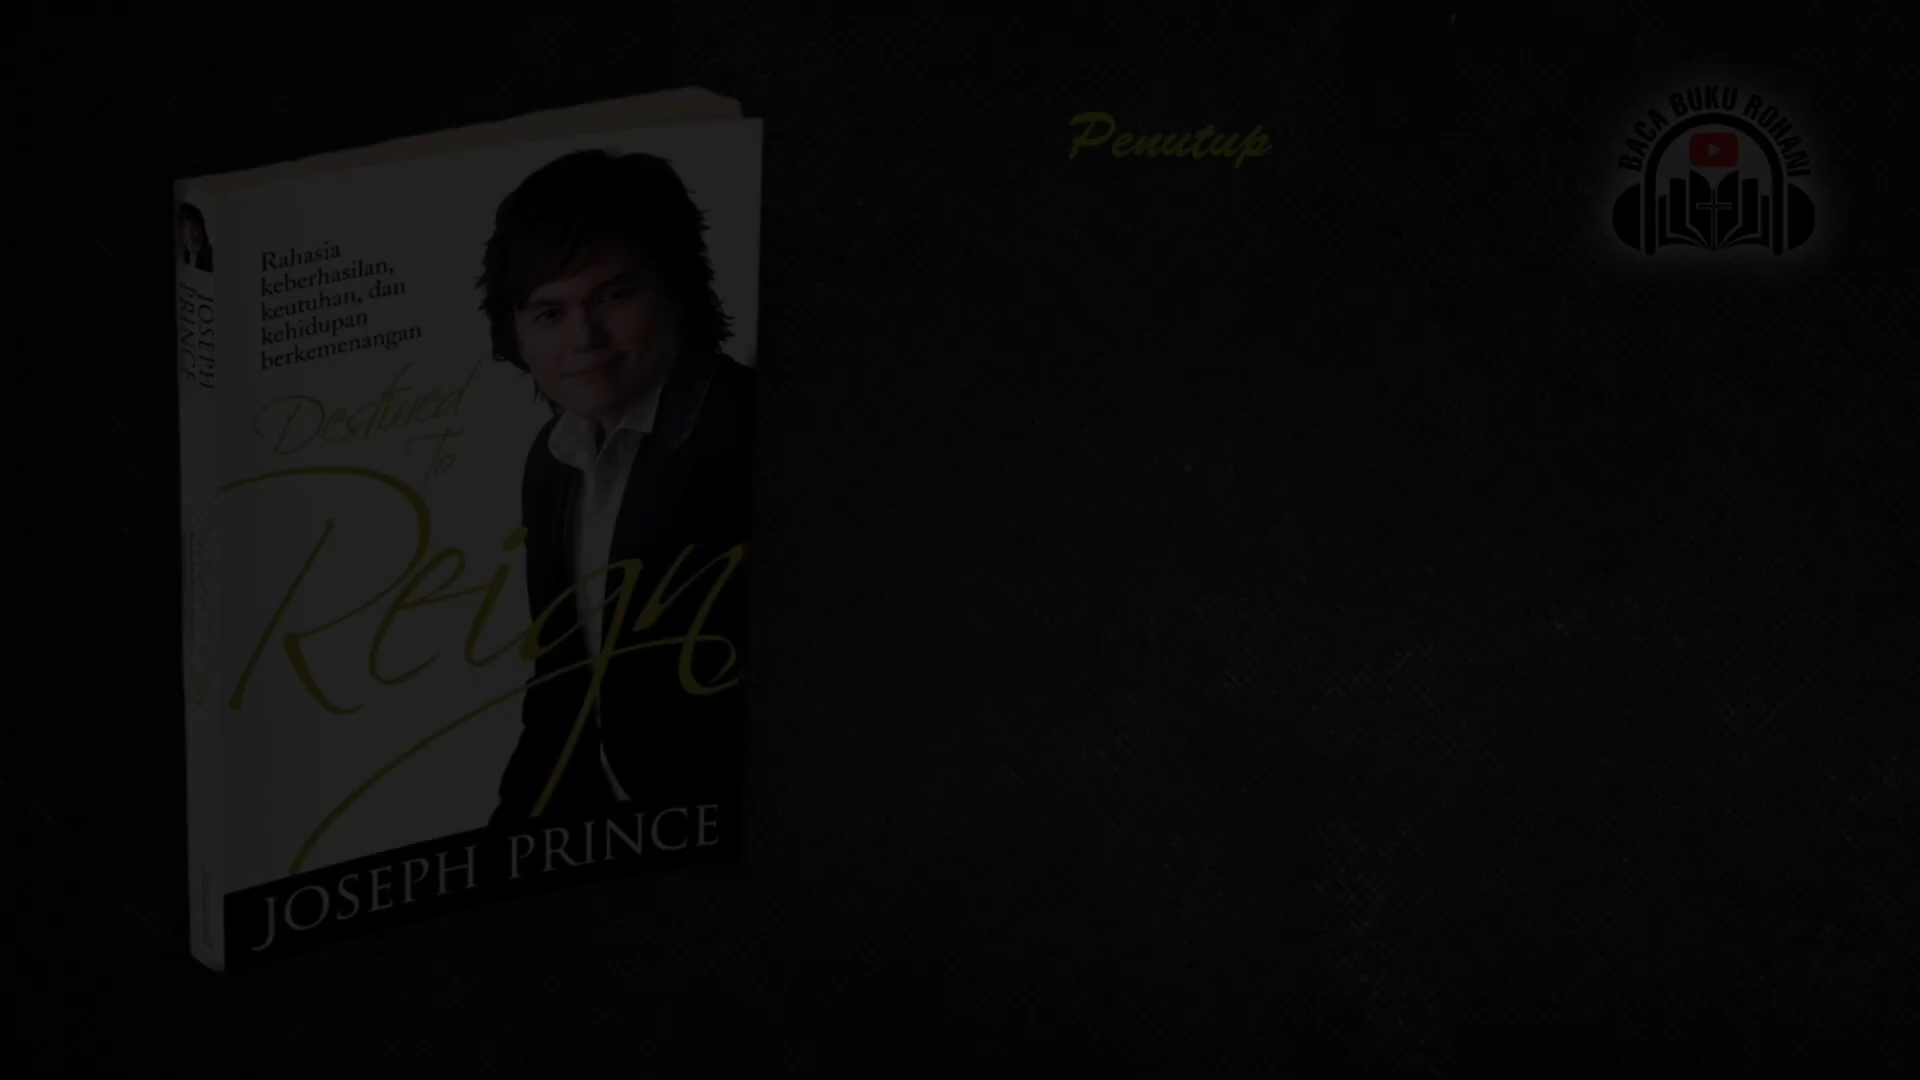 Rahasia
keberhasilan,
keutuhan, dan
kehidupan
berkemenangan
Destined
To
Reign
JOSEPH PRINCE
JOSEPH
PRINCE
Penutup
BACA BUKU ROHANI